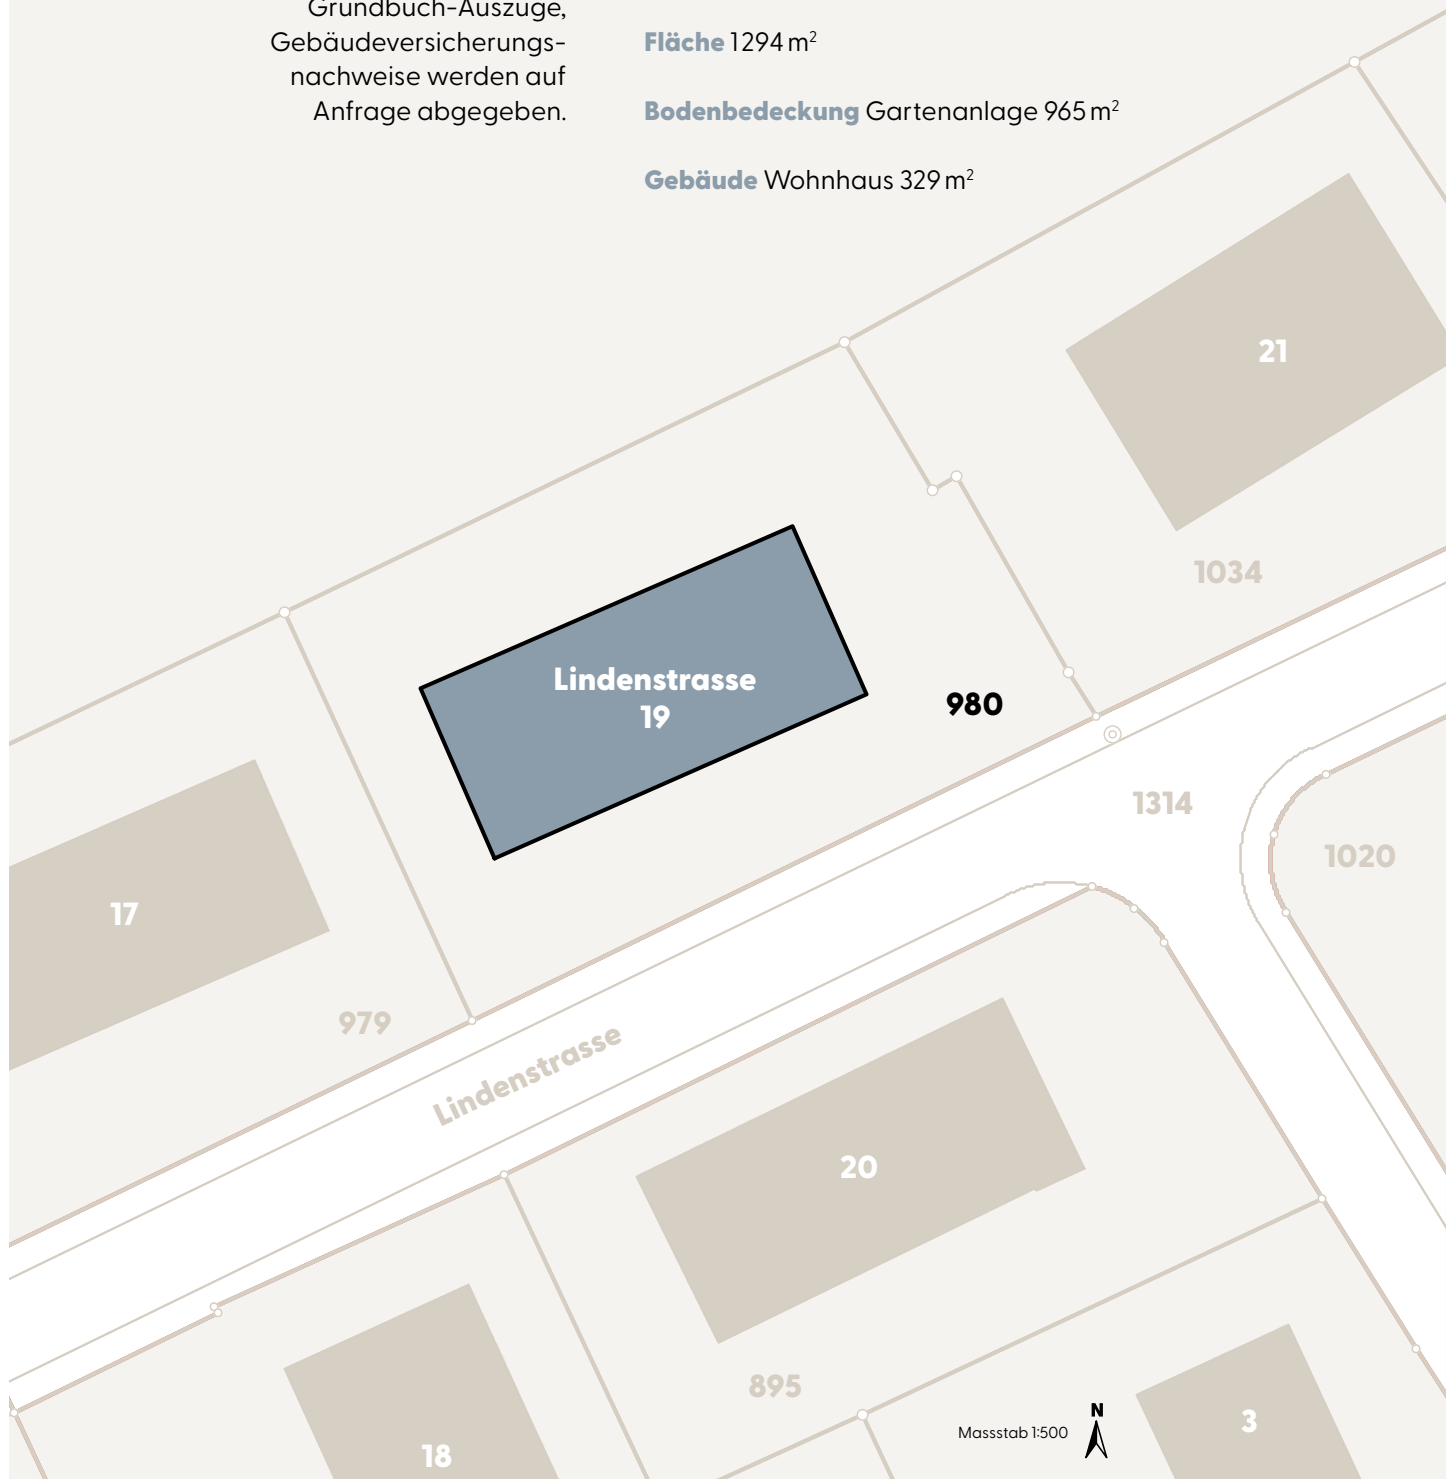 Grundbuch-Auszüge,
Gebäudeversicherungs-
nachweise werden auf
Anfrage abgegeben.
Fläche 1294 m²
Bodenbedeckung Gartenanlage 965 m²
Gebäude Wohnhaus 329 m²
21
1034
Lindenstrasse
19
980
1314
1020
17
979
Lindenstrasse
20
895
18
Massstab 1:500
N
3